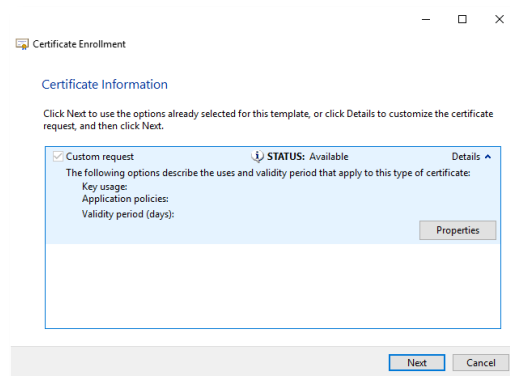 Certificate Enrollment
Certificate Information
Click Next to use the options already selected for this template, or click Details to customize the certificate
request, and then click Next.
Custom request STATUS: Available Details
The following options describe the uses and validity period that apply to this type of certificate:
Key usage:
Application policies:
Validity period (days):
Properties
Next Cancel